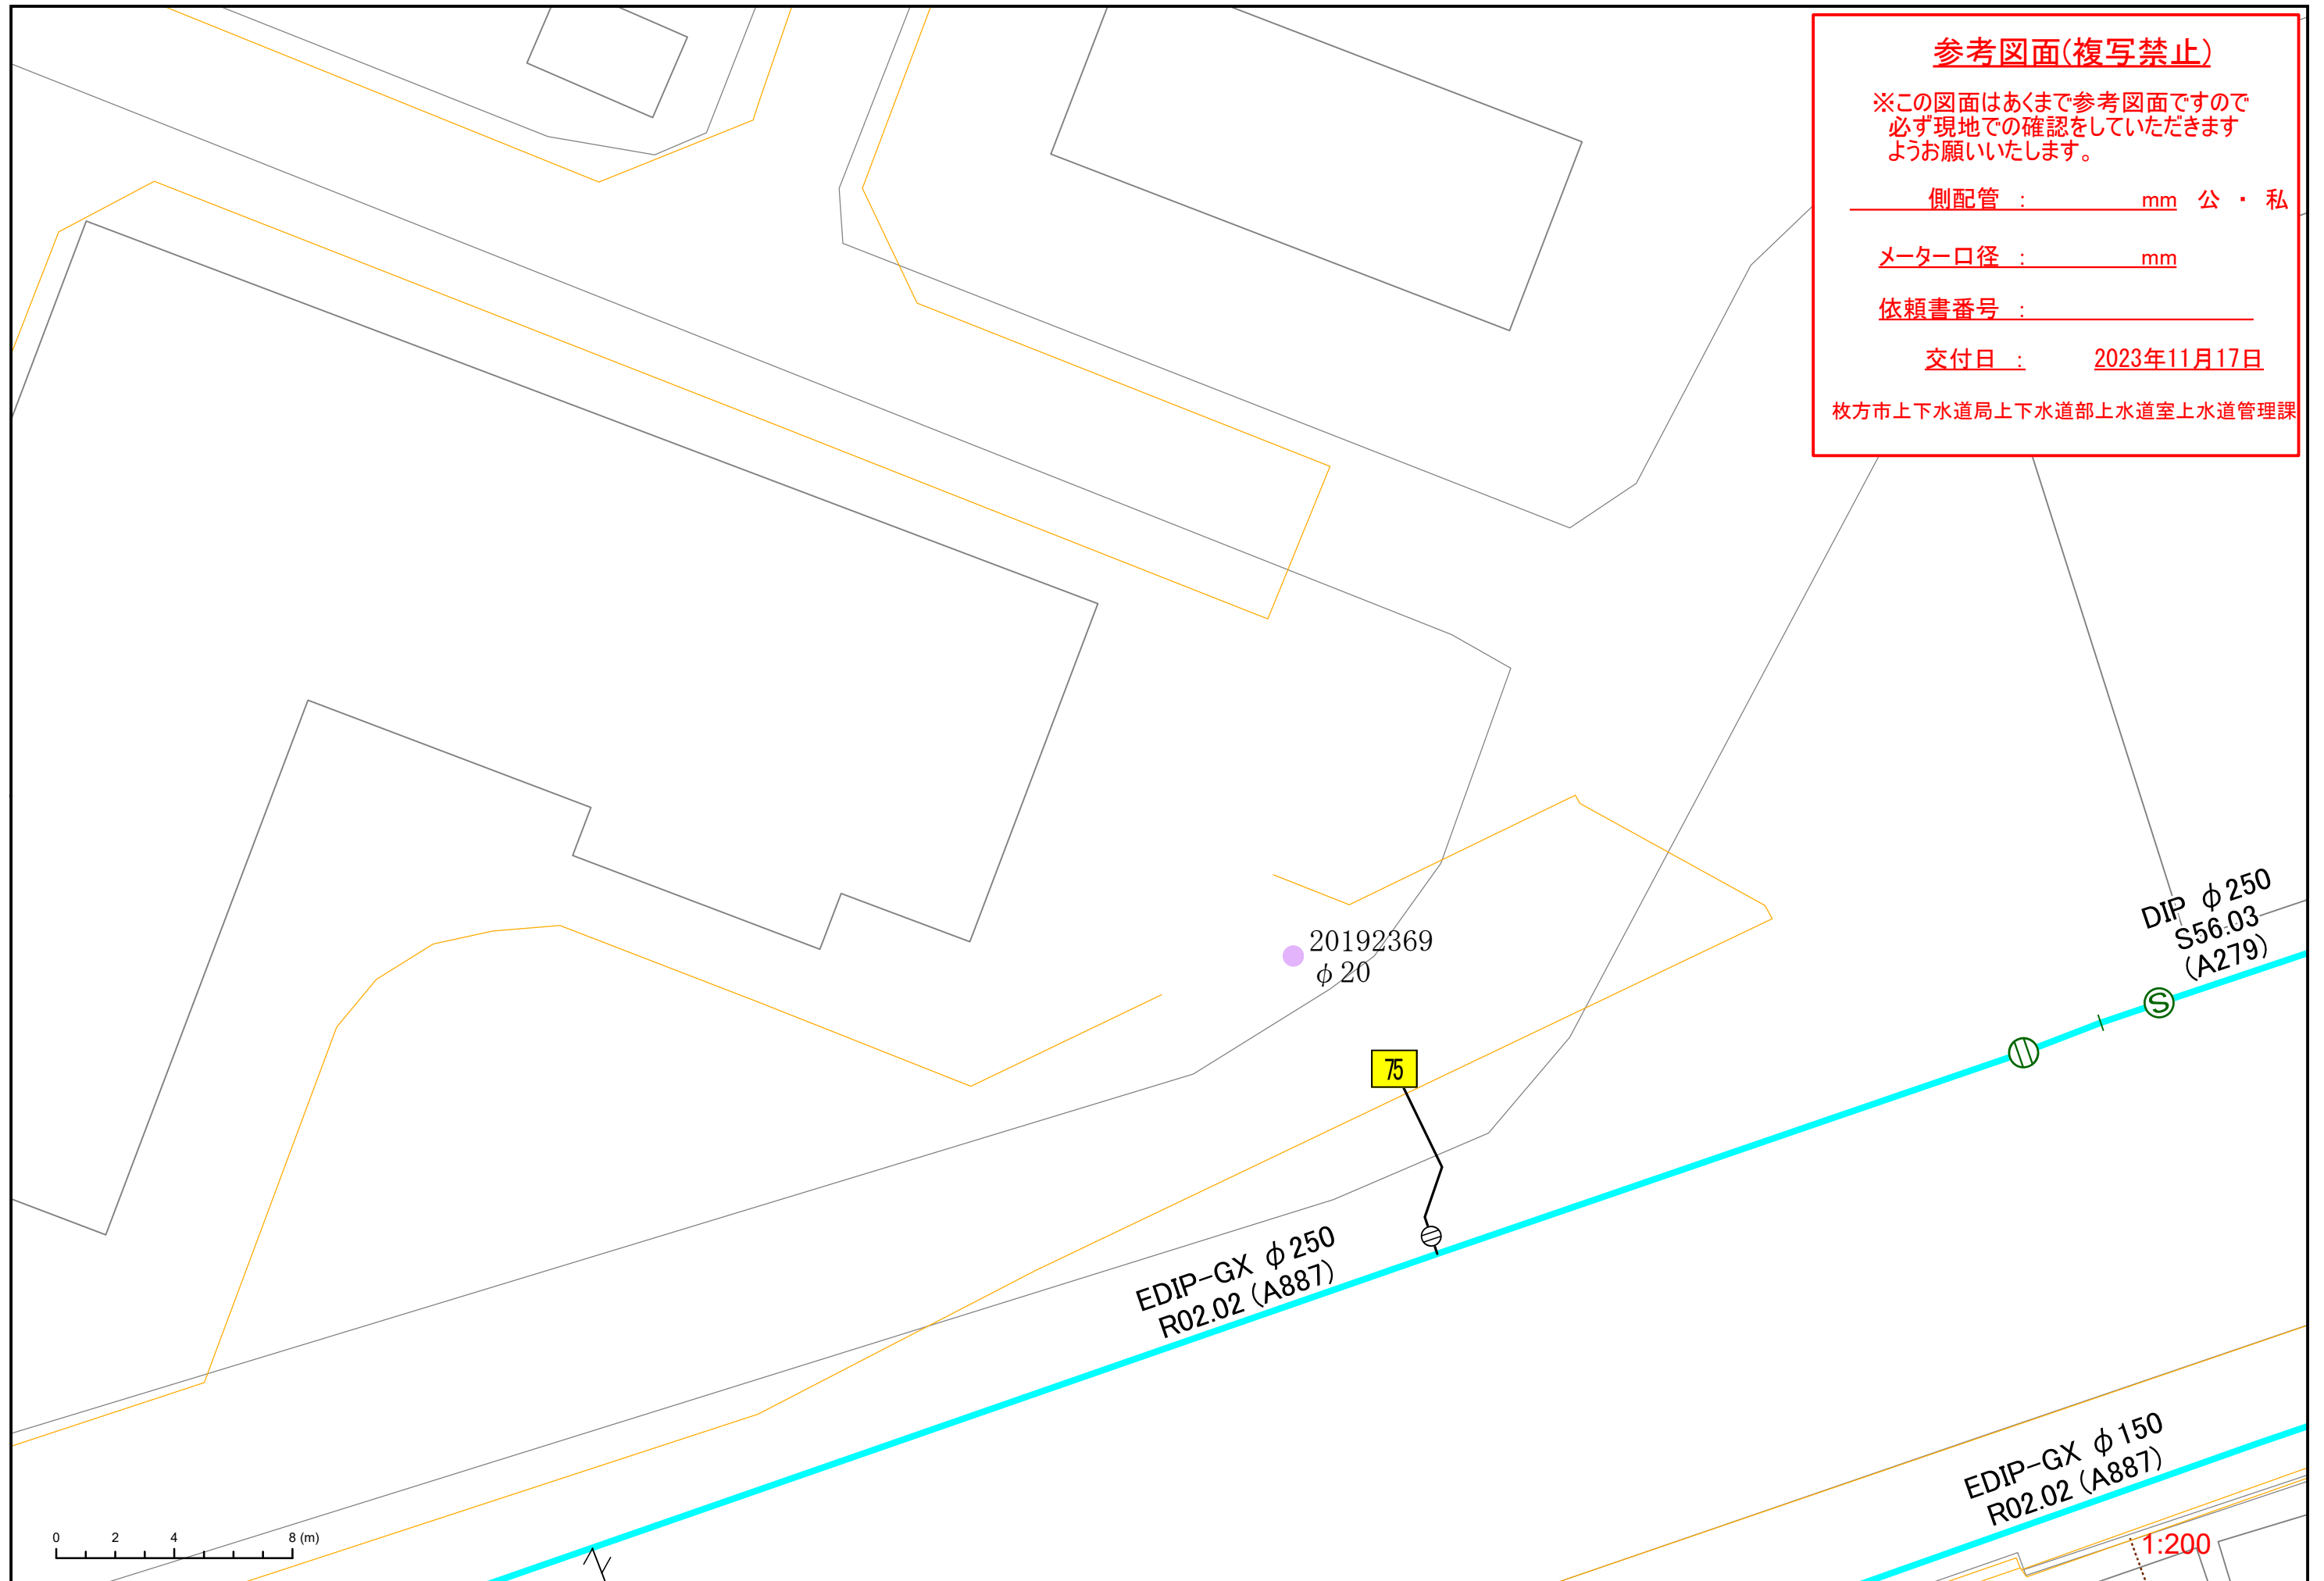 参考図面(複写禁止)
※この図面はあくまで参考図面ですので
必ず現地での確認をしていただきます
ようお願いいたします。
側配管 : mm 公 ・ 私
メーター口径 : mm
依頼書番号 :
交付日 : 2023年11月17日
枚方市上下水道局上下水道部上水道室上水道管理課
DIP φ250
S56.03
(A279)
S
20192369
φ20
75
EDIP-GX φ250
R02.02 (A887)
EDIP-GX φ150
R02.02 (A887)
0 2 4 8 (m)
1:200